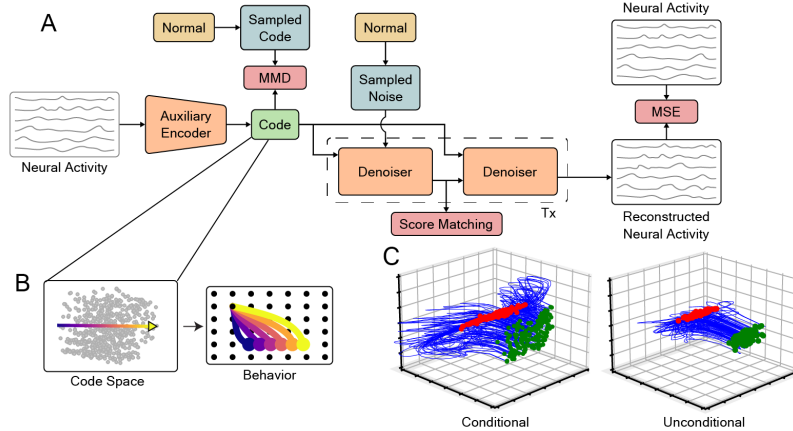 A
Normal
Sampled
Code
Normal
Neural Activity
MMD
Sampled
Noise
MSE
Auxiliary
Encoder
Code
Neural Activity
Denoiser
Denoiser
Tx
Score Matching
Reconstructed
Neural Activity
B
Code Space
Behavior
C
Conditional
Unconditional